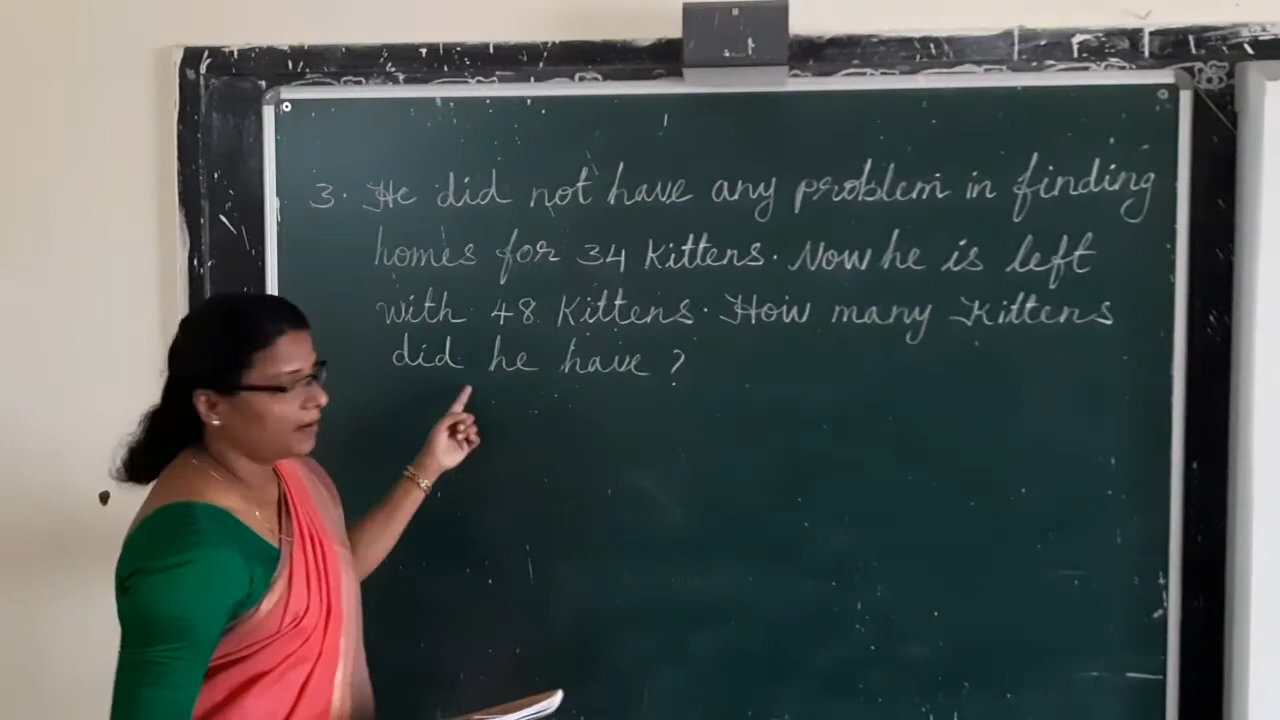 3. He did not have any problem in finding
homes for 34 kittens. Now he is left
with 48 kittens. How many kittens
did he have ?